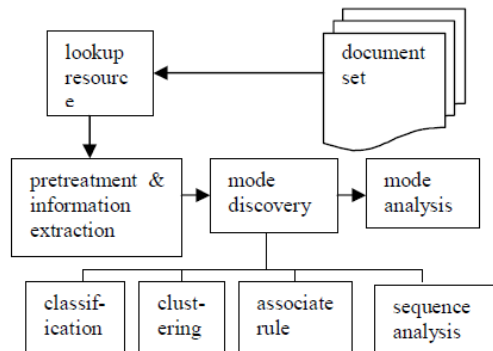 lookup
resourc
e
document
set
pretreatment &
information
extraction
mode
discovery
mode
analysis
classif-
ication
clust-
ering
associate
rule
sequence
analysis